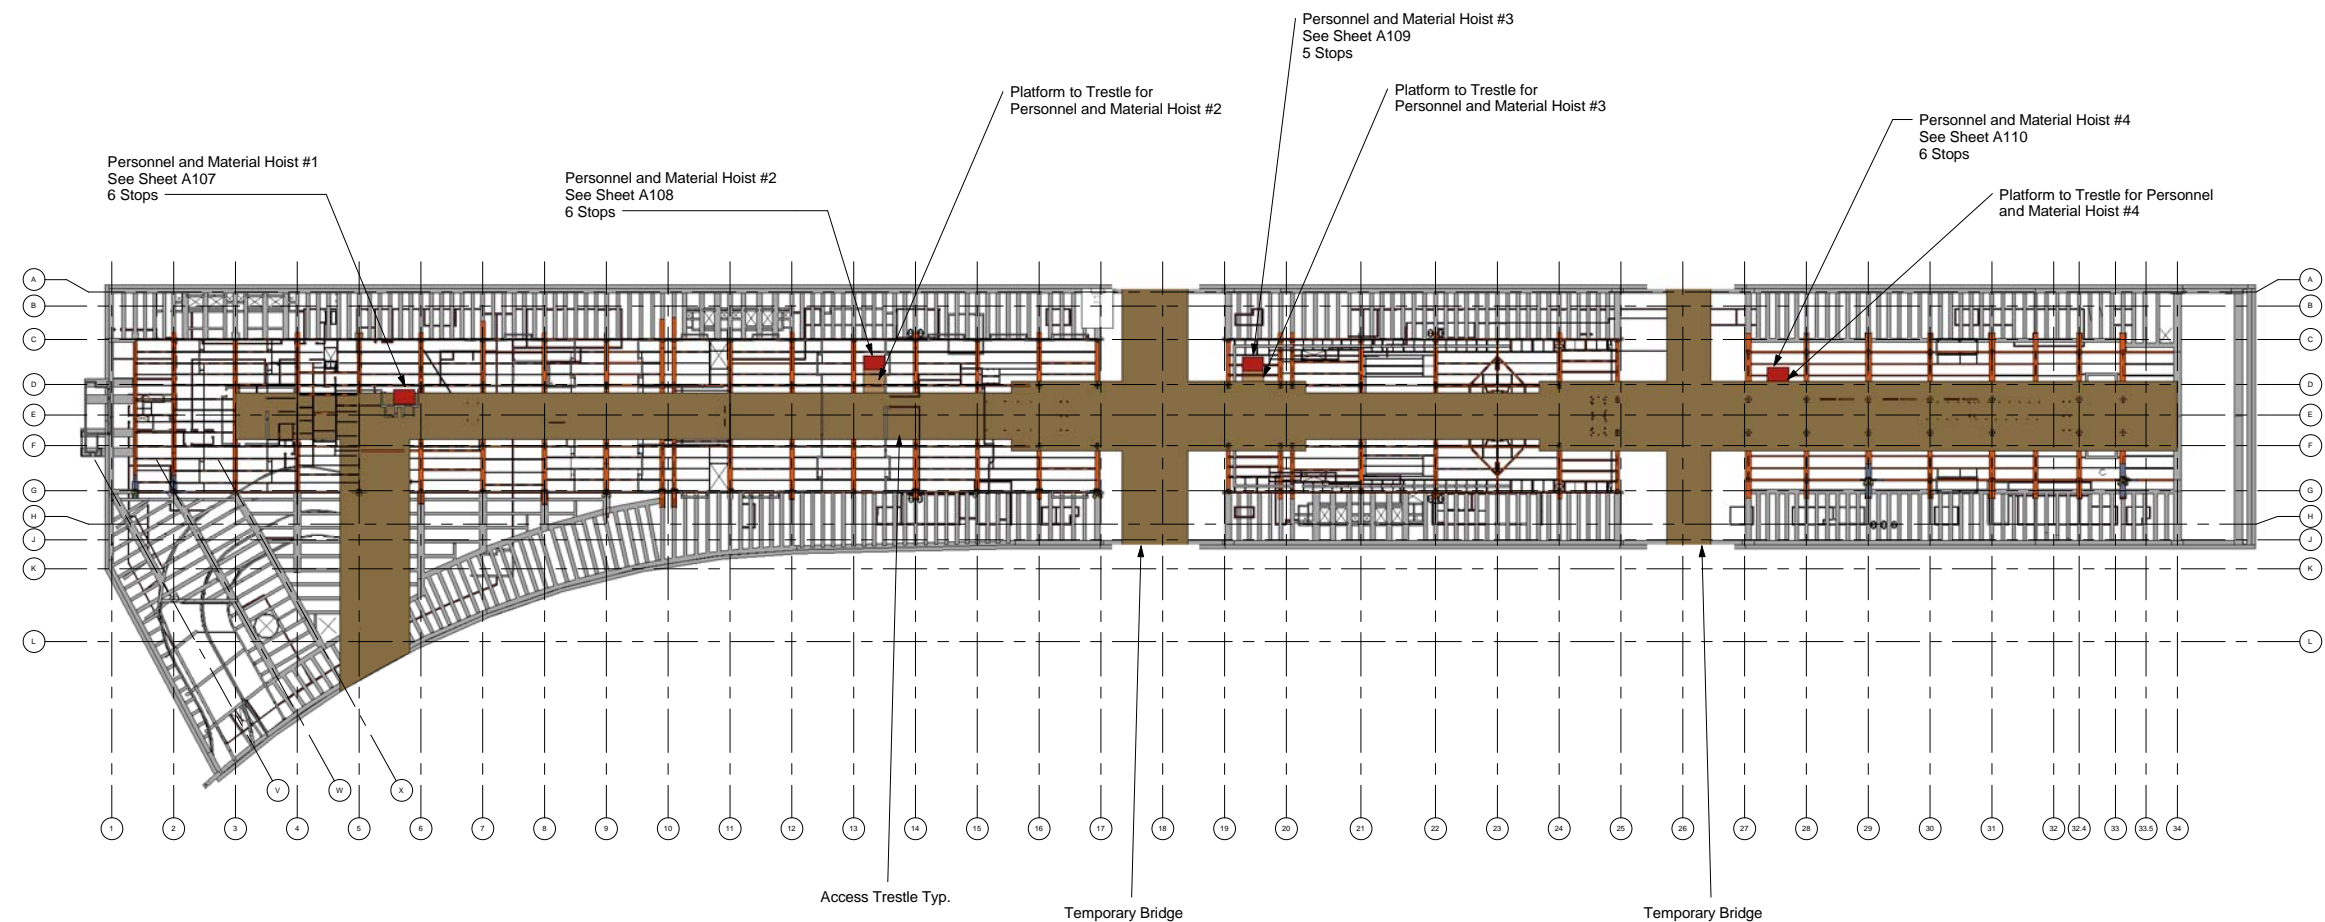 Personnel and Material Hoist #3
See Sheet A109
5 Stops
Platform to Trestle for
Personnel and Material Hoist #2
Platform to Trestle for
Personnel and Material Hoist #3
Personnel and Material Hoist #4
See Sheet A110
6 Stops
Personnel and Material Hoist #1
See Sheet A107
6 Stops
Personnel and Material Hoist #2
See Sheet A108
6 Stops
Platform to Trestle for Personnel
and Material Hoist #4
A A
B B
C C
D D
E E
F F
G G
H H
J J
K K
L L
V W X
1 2 3 4 5 6 7 8 9 10 11 12 13 14 15 16 17 18 19 20 21 22 23 24 25 26 27 28 29 30 31 32 32.4 33 33.5 34
Access Trestle Typ.
Temporary Bridge
Temporary Bridge